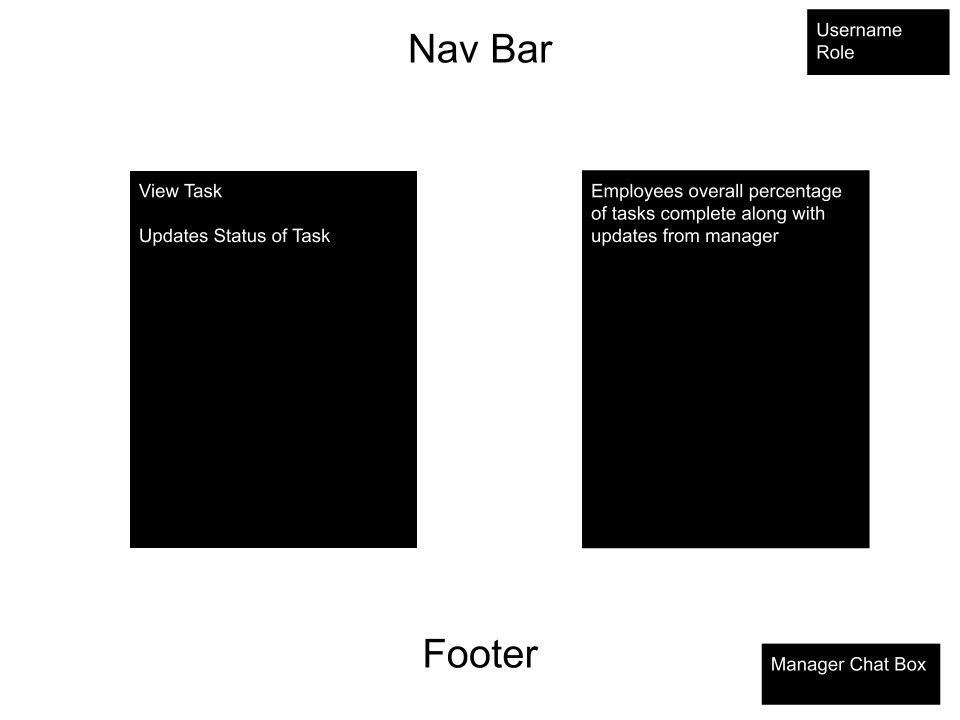 Nav Bar
Username
Role
View Task
Updates Status of Task
Employees overall percentage
of tasks complete along with
updates from manager
Footer
Manager Chat Box